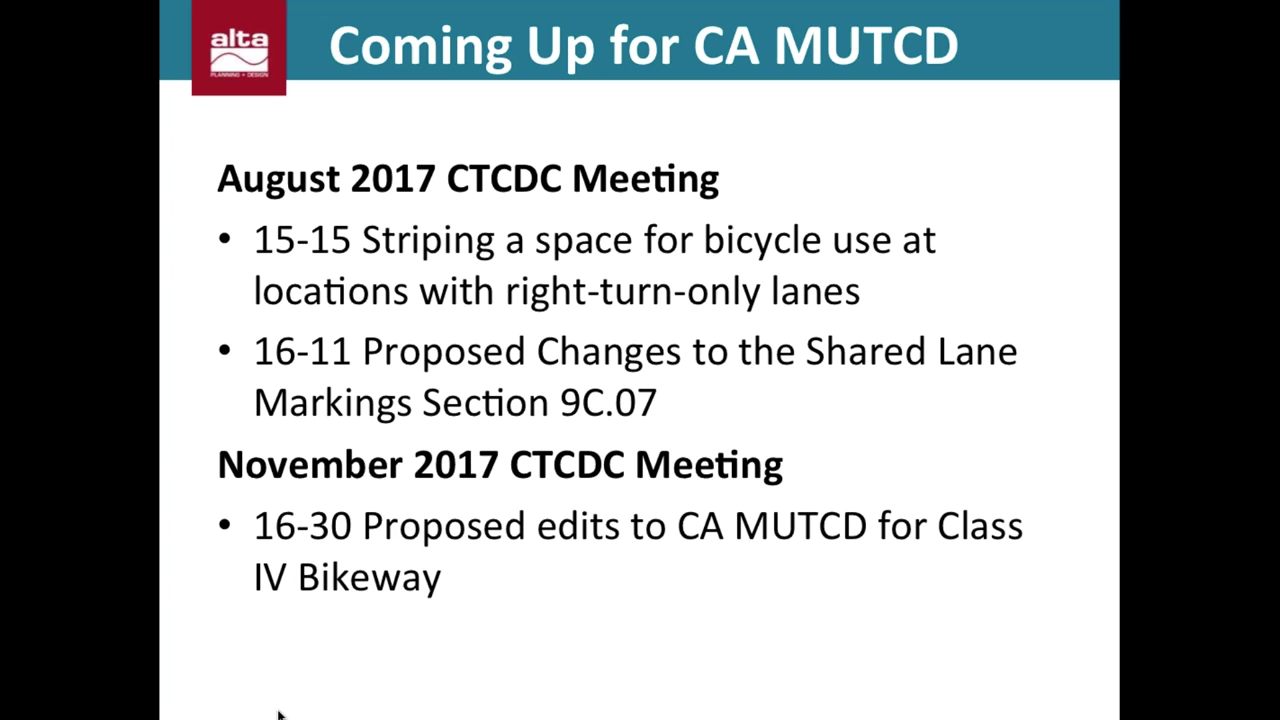 alta
PLANNING + DESIGN
Coming Up for CA MUTCD
August 2017 CTCDC Meeting
• 15-15 Striping a space for bicycle use at
locations with right-turn-only lanes
• 16-11 Proposed Changes to the Shared Lane
Markings Section 9C.07
November 2017 CTCDC Meeting
• 16-30 Proposed edits to CA MUTCD for Class
IV Bikeway